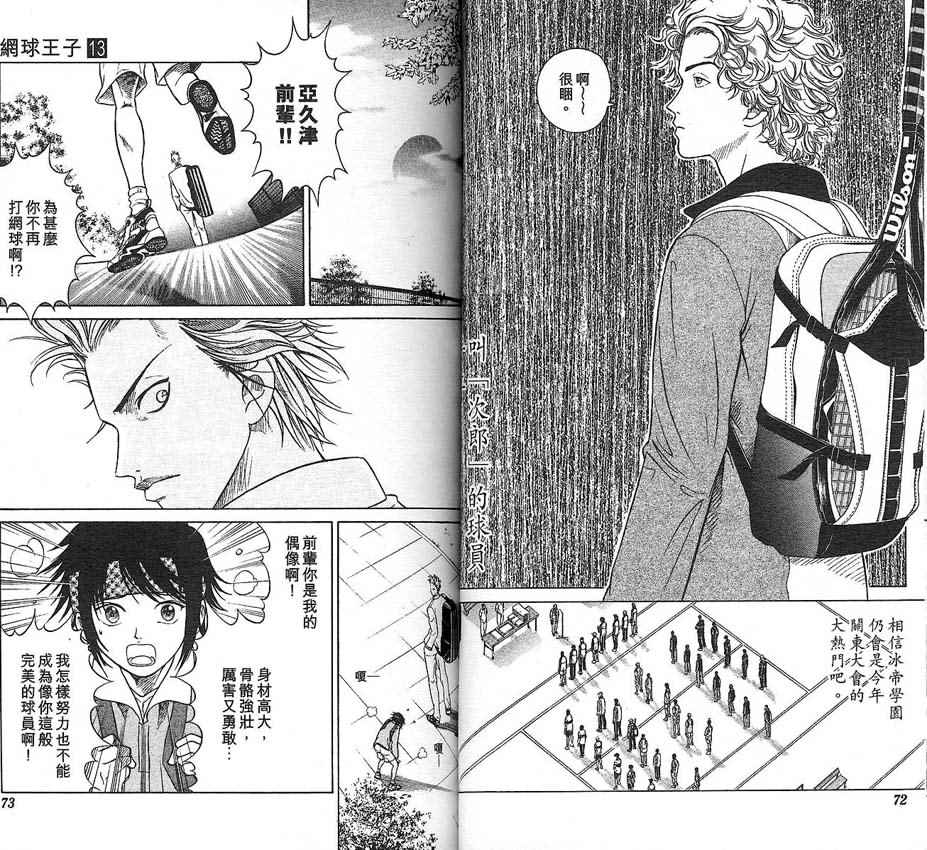 啊~~
很睏。
Wilson
叫『次郎』的球員
相信冰帝學園
仍會是今年
關東大會的
大熱門吧。
72
網球王子 13
亞久津
前輩!!
為甚麼
你不再
打網球啊!?
嗄—
嗄—
前輩你是我的
偶像啊!
身材高大,
骨骼強壯,
厲害又勇敢…
我怎樣努力也不能
成為像你這般
完美的球員啊!
73